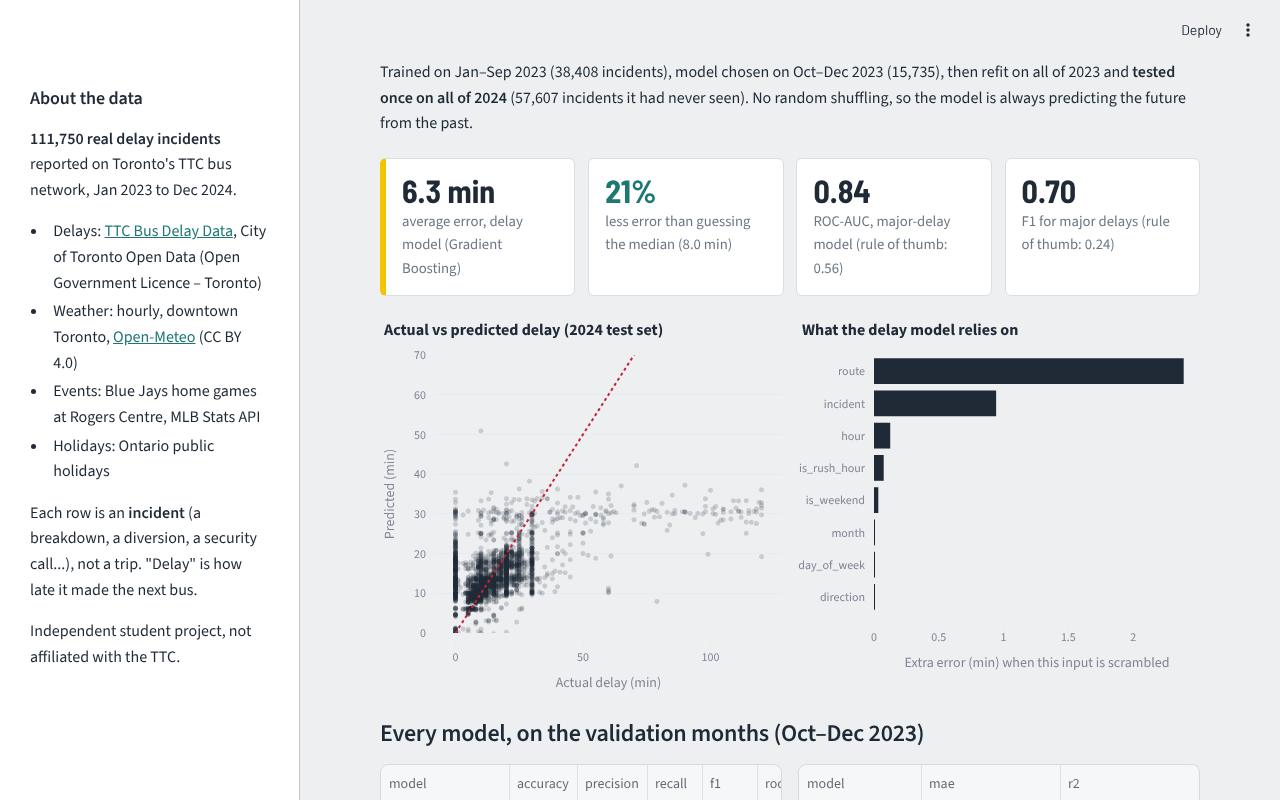 Deploy
About the data
111,750 real delay incidents
reported on Toronto's TTC bus
network, Jan 2023 to Dec 2024.
Delays: TTC Bus Delay Data, City
of Toronto Open Data (Open
Government Licence – Toronto)
Weather: hourly, downtown
Toronto, Open-Meteo (CC BY
4.0)
Events: Blue Jays home games
at Rogers Centre, MLB Stats API
Holidays: Ontario public
holidays
Each row is an incident (a
breakdown, a diversion, a security
call...), not a trip. "Delay" is how
late it made the next bus.
Independent student project, not
affiliated with the TTC.
Trained on Jan–Sep 2023 (38,408 incidents), model chosen on Oct–Dec 2023 (15,735), then refit on all of 2023 and tested
once on all of 2024 (57,607 incidents it had never seen). No random shuffling, so the model is always predicting the future
from the past.
6.3 min
average error, delay
model (Gradient
Boosting)
21%
less error than guessing
the median (8.0 min)
0.84
ROC-AUC, major-delay
model (rule of thumb:
0.56)
0.70
F1 for major delays (rule
of thumb: 0.24)
Actual vs predicted delay (2024 test set)
70
60
50
40
30
20
10
0
Predicted (min)
0 50 100
Actual delay (min)
What the delay model relies on
route
incident
hour
is_rush_hour
is_weekend
month
day_of_week
direction
0 0.5 1 1.5 2
Extra error (min) when this input is scrambled
Every model, on the validation months (Oct–Dec 2023)
model accuracy precision recall f1
model mae r2